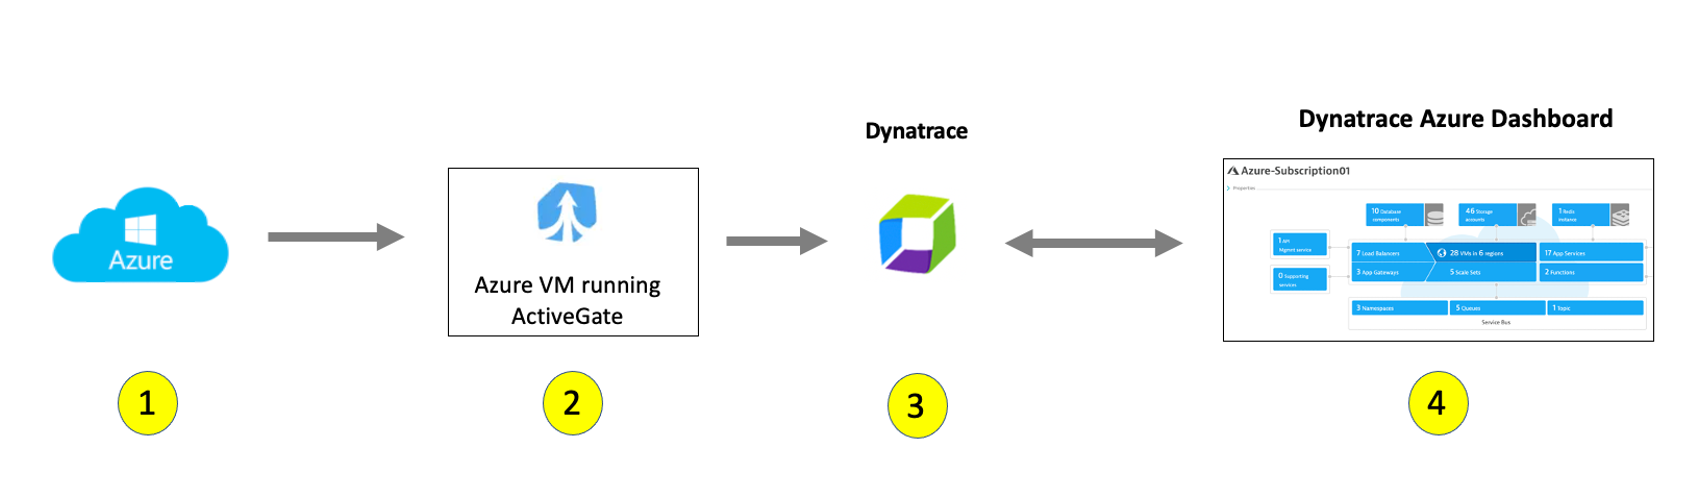 Dynatrace Azure Dashboard
Dynatrace
Azure-Subscription01
Properties
10 Database components
46 Storage accounts
1 Redis instance
1 API Mgmnt service
7 Load Balancers
28 VMs in 6 regions
17 App Services
0 Supporting services
3 App Gateways
5 Scale Sets
2 Functions
3 Namespaces
5 Queues
1 Topic
Service Bus
Azure
Azure VM running
ActiveGate
1
2
3
4